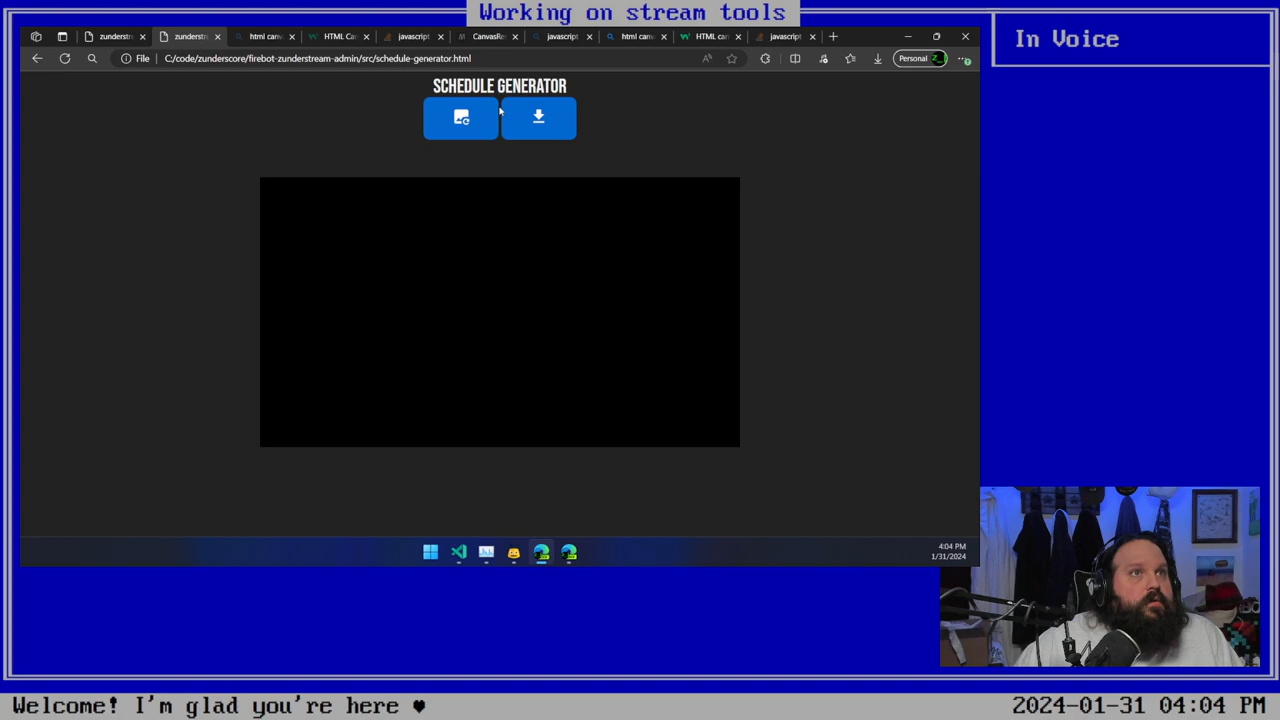 Working on stream tools
In Voice
zunderstr
zunderstr
html canv
HTML Ca
javascript
CanvasRe
javascript
html canv
HTML can
javascript
File
C:/code/zunderscore/firebot-zunderstream-admin/src/schedule-generator.html
Personal
SCHEDULE GENERATOR
4:04 PM
1/31/2024
Welcome! I'm glad you're here ♥
2024-01-31 04:04 PM